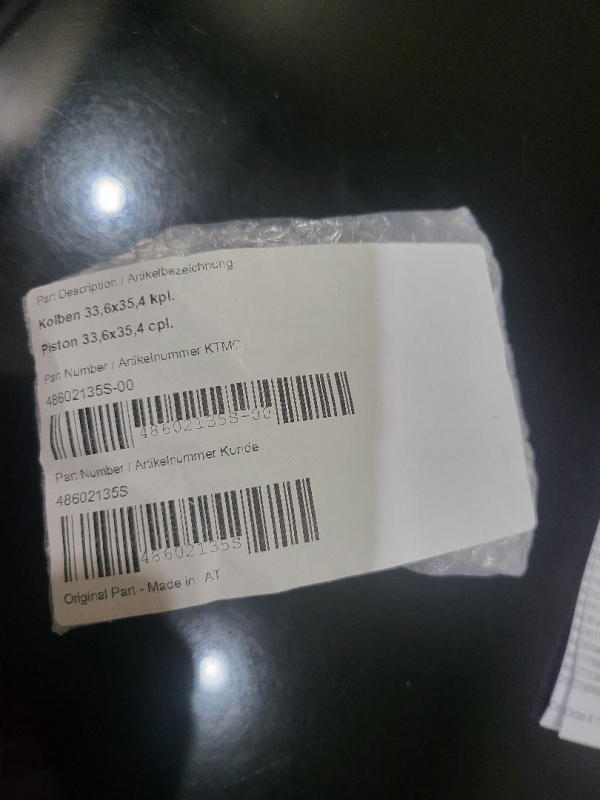 Part Description / Artikelbezeichnung
Kolben 33,6x35,4 kpl.
Piston 33,6x35,4 cpl.
Part Number / Artikelnummer KTMC
48602135S-00
48602135S-00
Part Number / Artikelnummer Kunde
48602135S
48602135S
Original Part - Made in AT